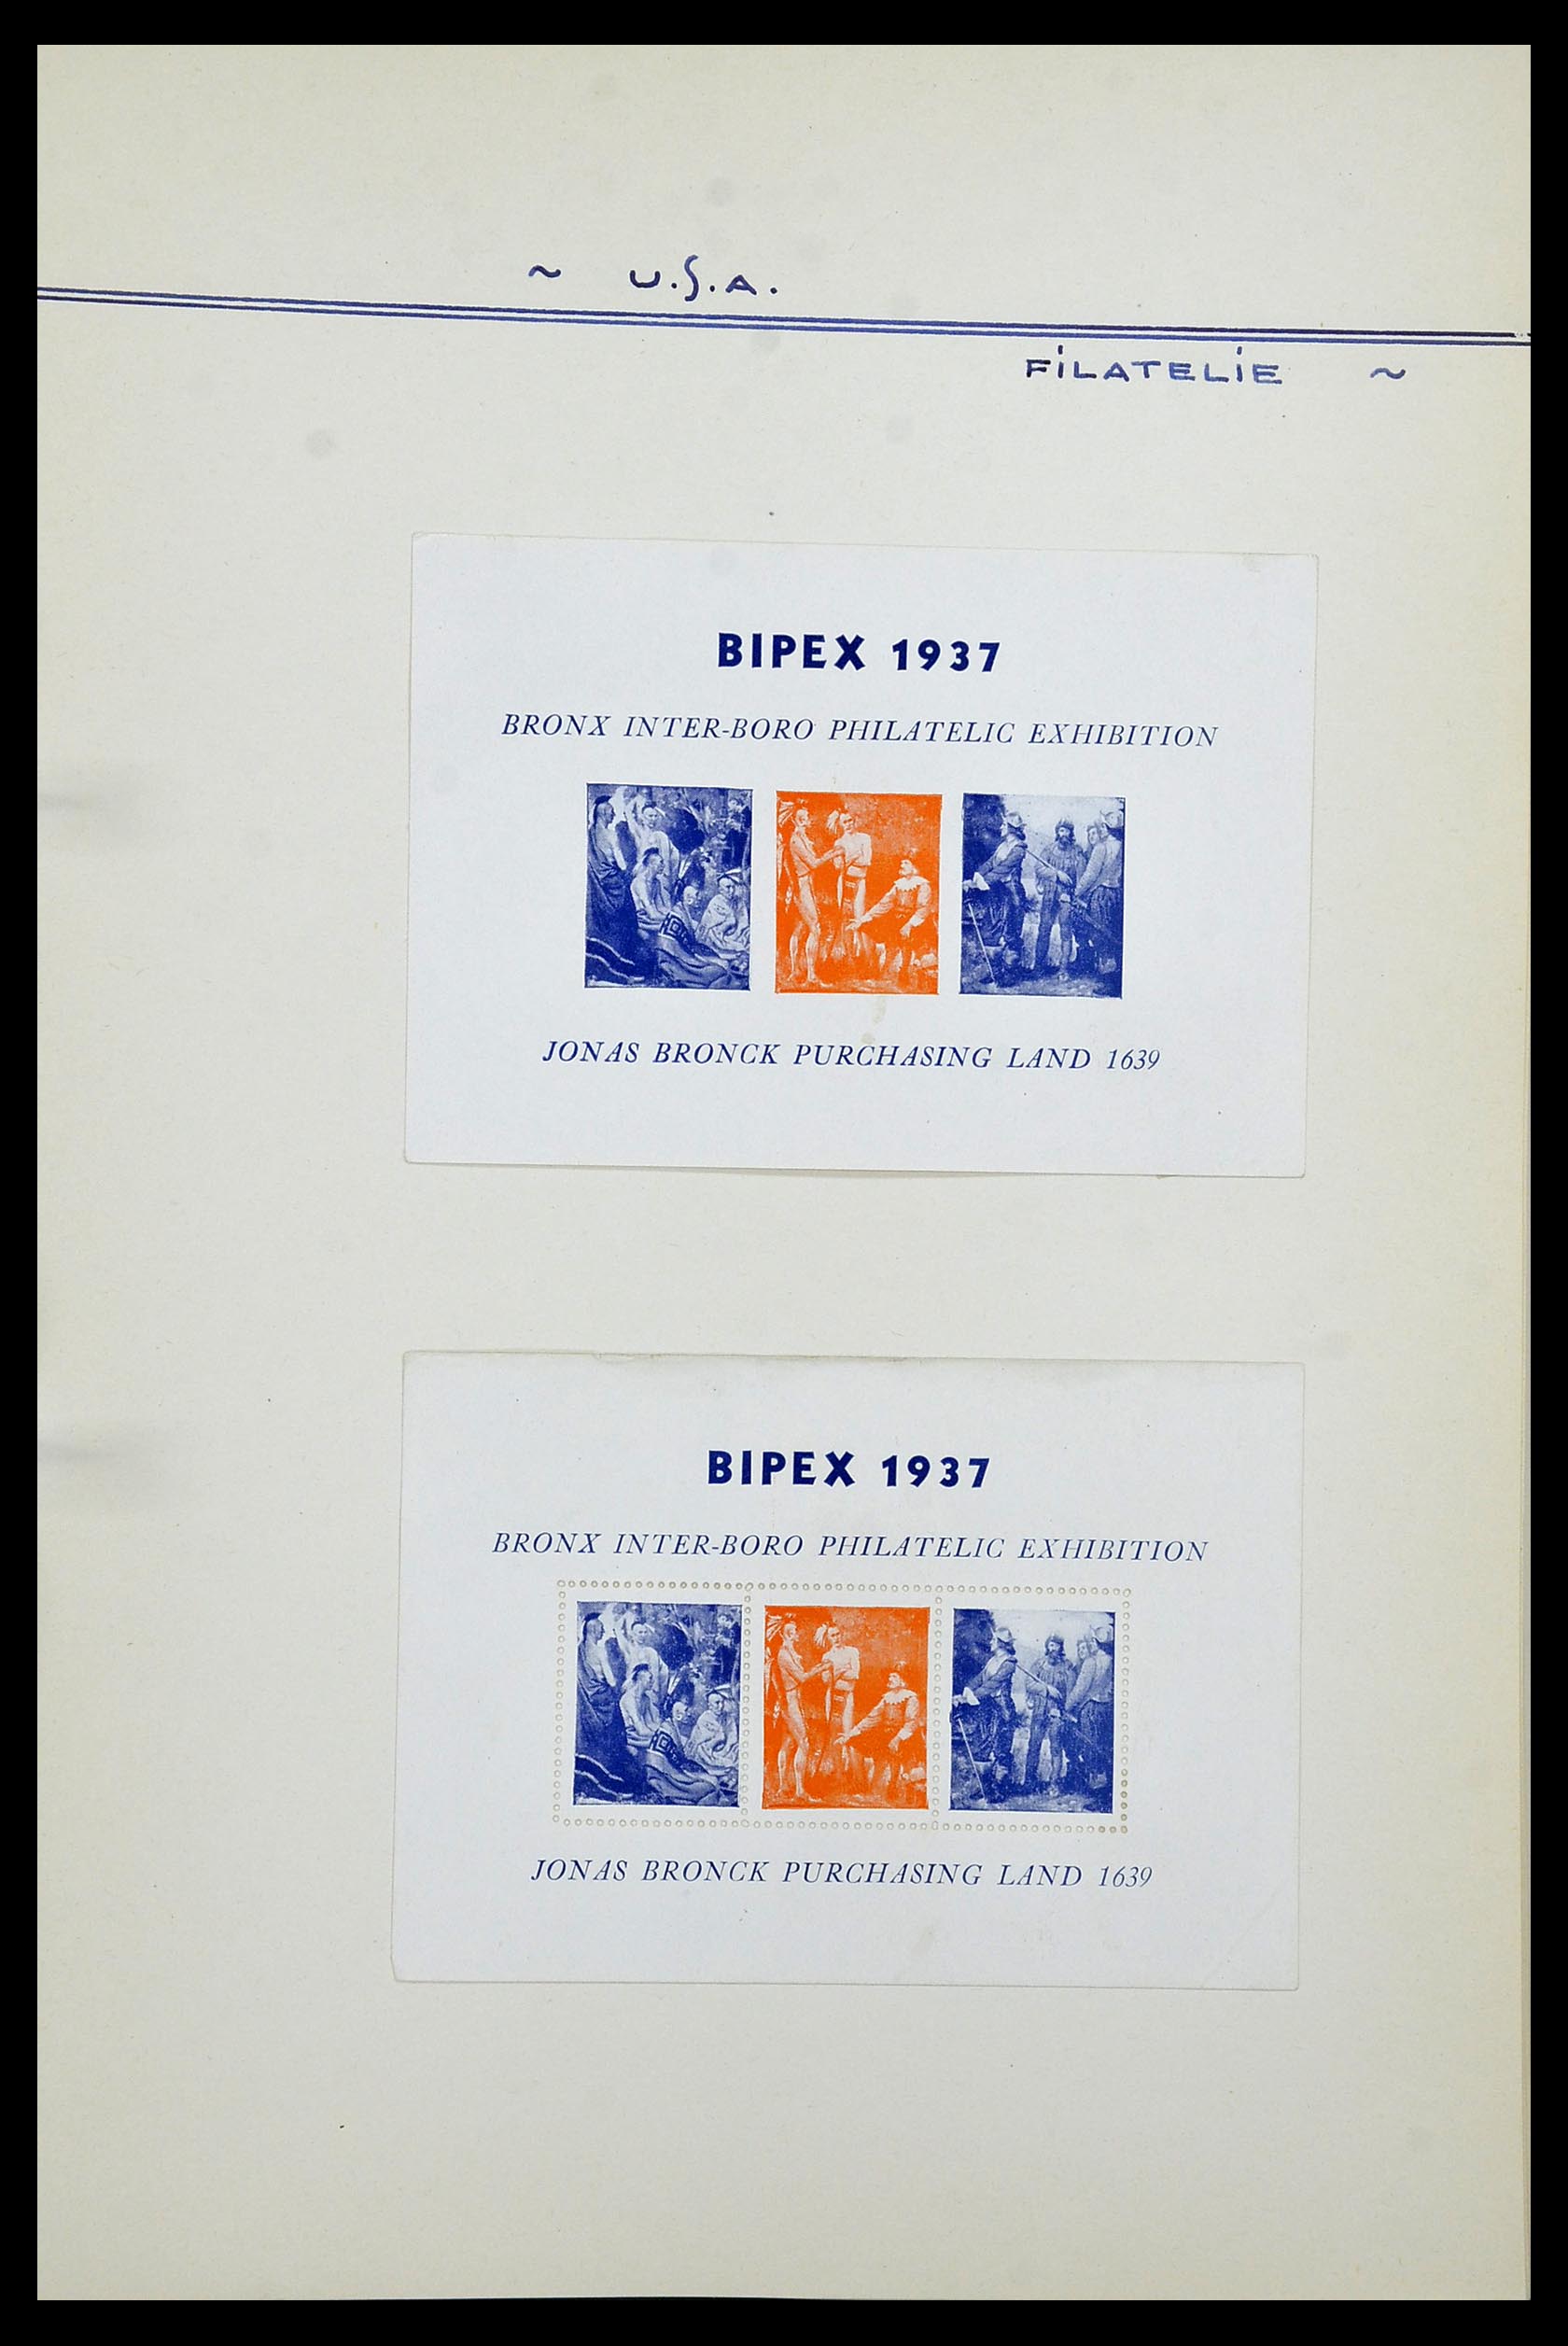 ~ U.S.A.
FiLATELiE ~
BIPEX 1937
BRONX INTER-BORO PHILATELIC EXHIBITION
JONAS BRONCK PURCHASING LAND 1639
BIPEX 1937
BRONX INTER-BORO PHILATELIC EXHIBITION
JONAS BRONCK PURCHASING LAND 1639